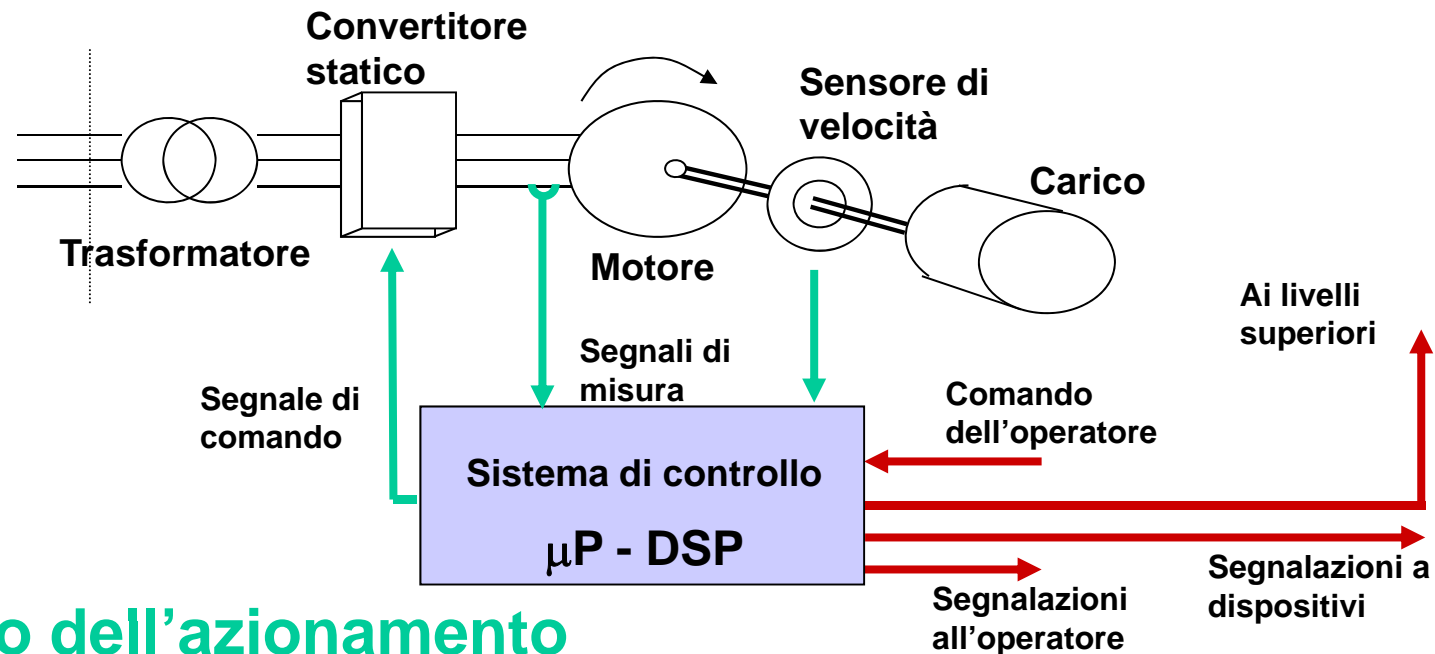 Convertitore
statico
Sensore di
velocità
Carico
Trasformatore
Motore
Ai livelli
superiori
Segnali di
misura
Segnale di
comando
Comando
dell’operatore
Sistema di controllo
μP - DSP
Segnalazioni a
dispositivi
Segnalazioni
all’operatore
o dell’azionamento